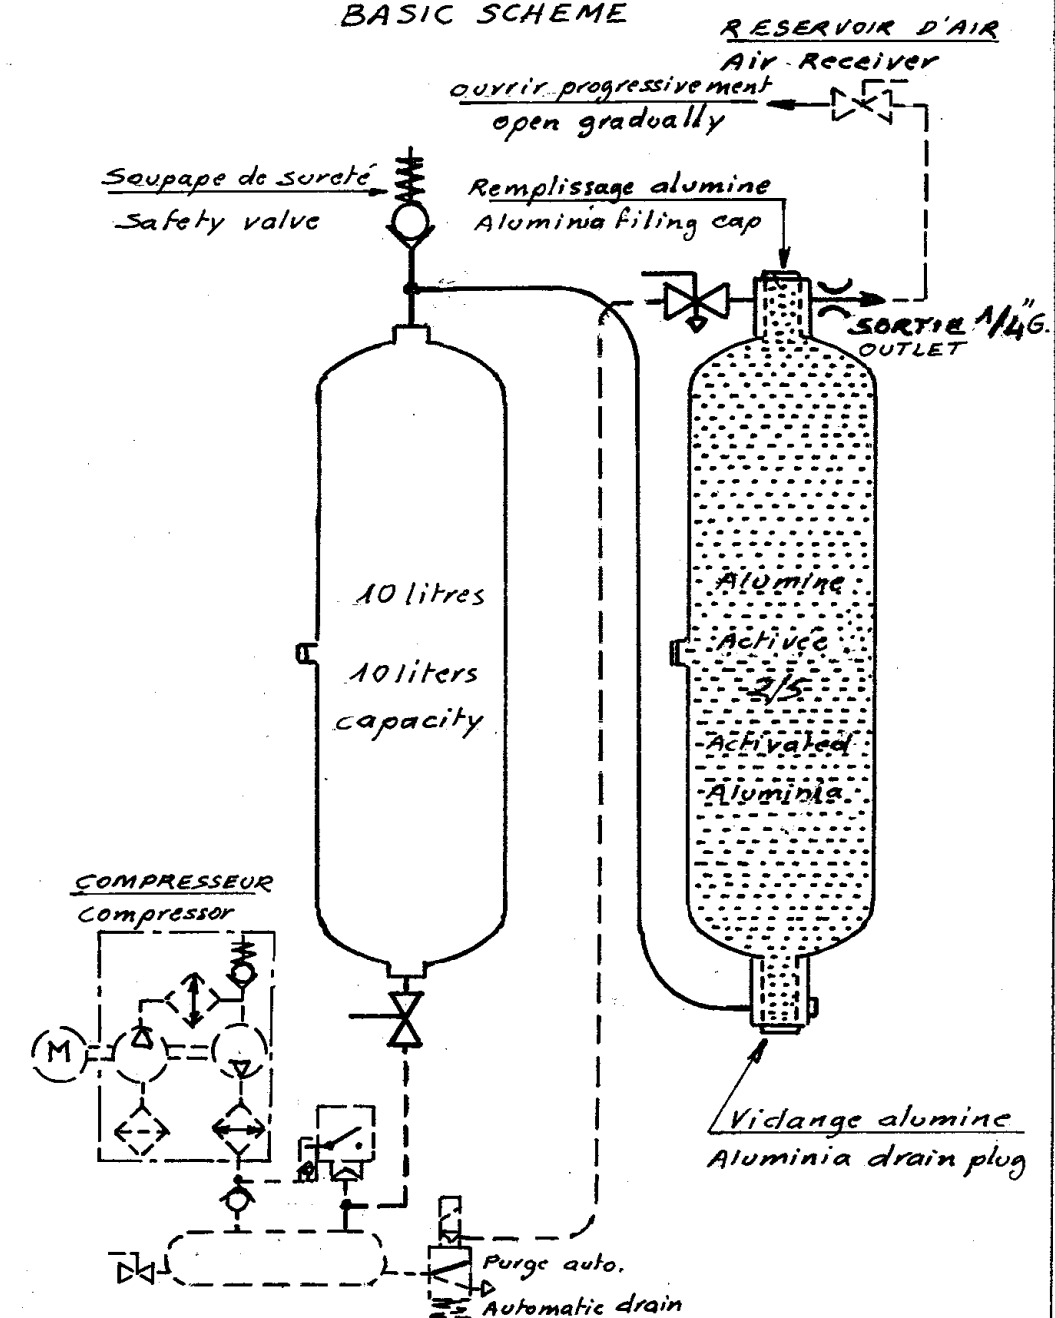 BASIC SCHEME
RESERVOIR D'AIR
Air Receiver
ouvrir progressivement
open gradually
Soupape de sureté
Safety valve
Remplissage alumine
Aluminia filing cap
SORTIE 1/4"G.
OUTLET
10 litres
10 liters
capacity
Alumine
Activée
2/5
Activated
Aluminia
COMPRESSEUR
Compressor
M
Vidange alumine
Aluminia drain plug
Purge auto.
Automatic drain